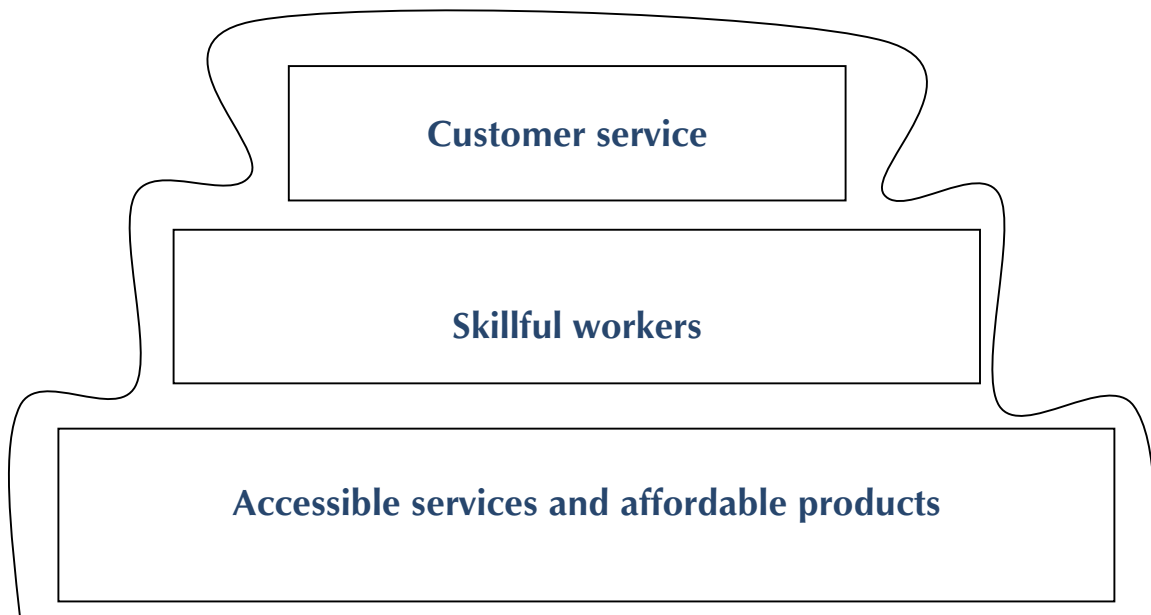 Customer service
Skillful workers
Accessible services and affordable products